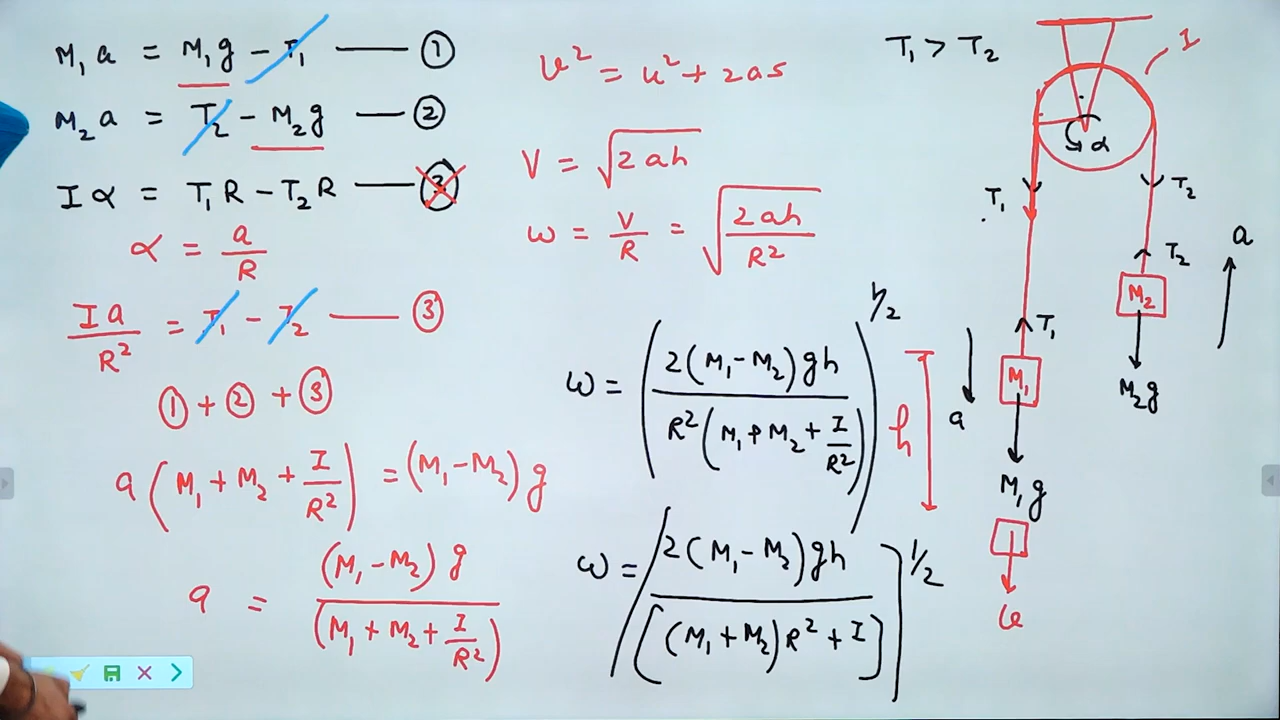 M₁a = M₁g - T₁ —— ①
M₂a = T₂ - M₂g —— ②
Iα = T₁R - T₂R —— ③
α = a/R
Ia/R² = T₁ - T₂ —— ③
① + ② + ③
a(M₁ + M₂ + I/R²) = (M₁ - M₂)g
a = (M₁ - M₂)g / (M₁ + M₂ + I/R²)
v² = u² + 2as
V = √2ah
ω = V/R = √(2ah/R²)
ω = (2(M₁ - M₂)gh / R²(M₁ + M₂ + I/R²))^1/2
ω = [2(M₁ - M₂)gh / [(M₁ + M₂)R² + I]]^1/2
T₁ > T₂
I
α
T₁
T₂
T₂
a
M₂
T₁
M₂g
M₁
a
h
M₁g
v